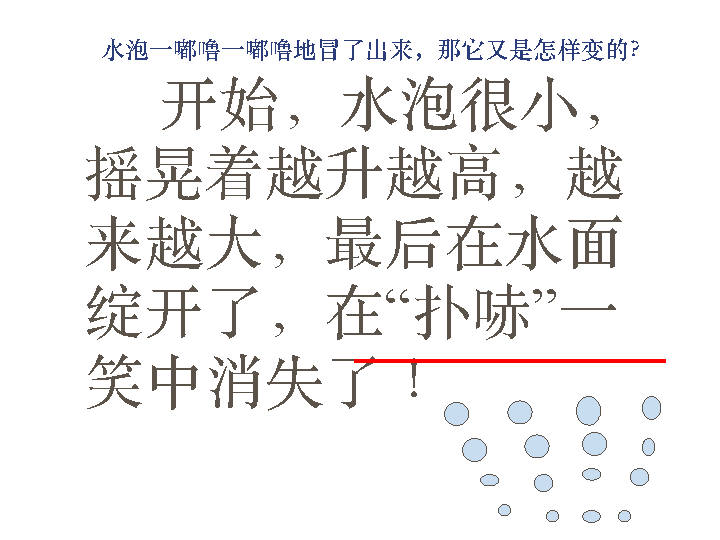 水泡一嘟噜一嘟噜地冒了出来，那它又是怎样变的?
开始，水泡很小，
摇晃着越升越高，越
来越大，最后在水面
绽开了，在“扑哧”一
笑中消失了！